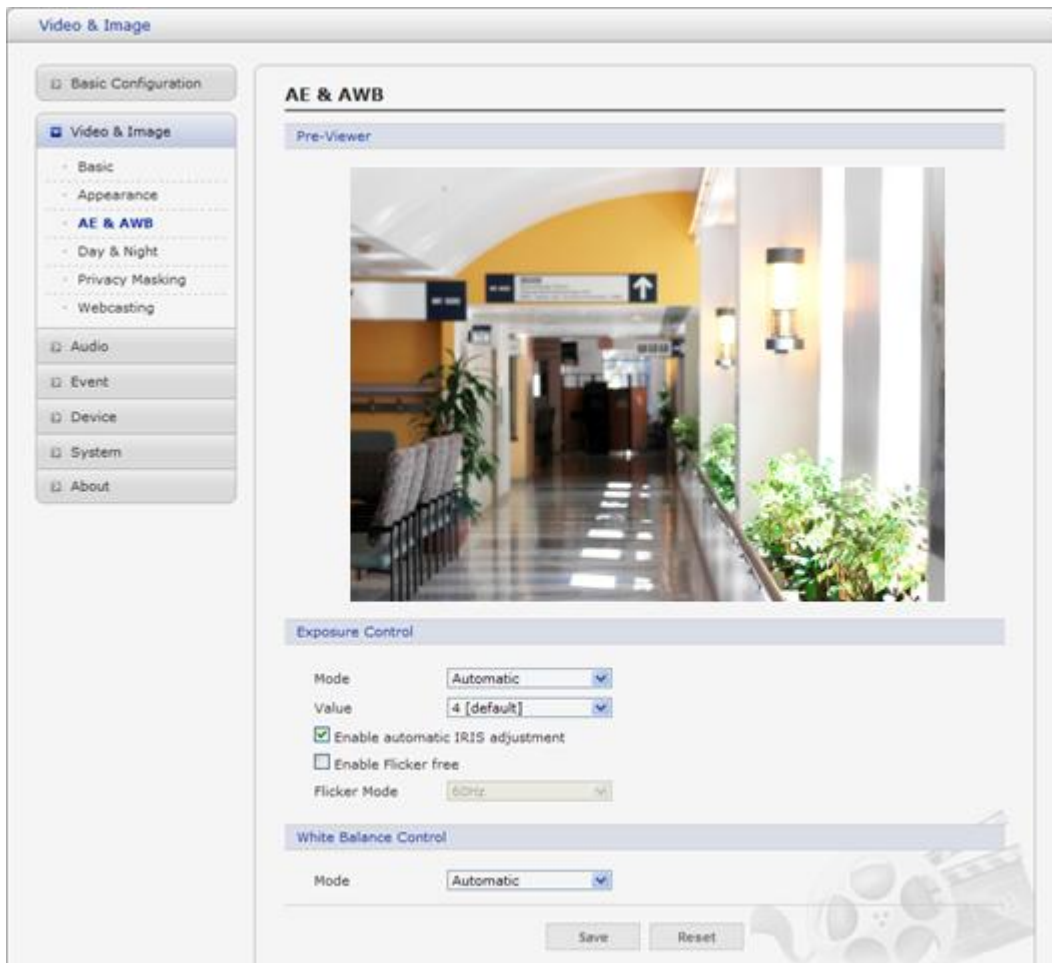 Video & Image
Basic Configuration
Video & Image
Basic
Appearance
AE & AWB
Day & Night
Privacy Masking
Webcasting
Audio
Event
Device
System
About
AE & AWB
Pre-Viewer
Exposure Control
Mode Automatic
Value 4 [default]
Enable automatic IRIS adjustment
Enable Flicker free
Flicker Mode 60Hz
White Balance Control
Mode Automatic
Save Reset